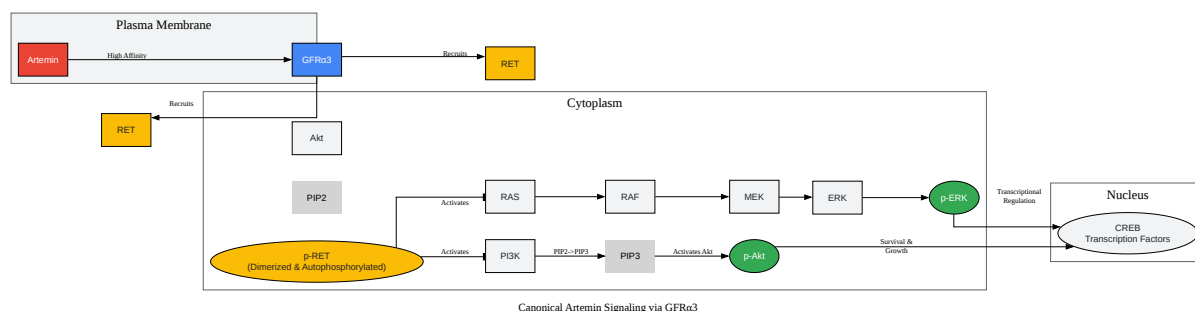 Plasma Membrane
Artemin
High Affinity
GFRα3
Recruits
RET
Recruits
RET
Cytoplasm
Akt
PIP2
Activates
RAS
RAF
MEK
ERK
p-ERK
Transcriptional
Regulation
Nucleus
CREB
Transcription Factors
p-RET
(Dimerized & Autophosphorylated)
Activates
PI3K
PIP2->PIP3
PIP3
Activates Akt
p-Akt
Survival &
Growth
Canonical Artemin Signaling via GFRα3